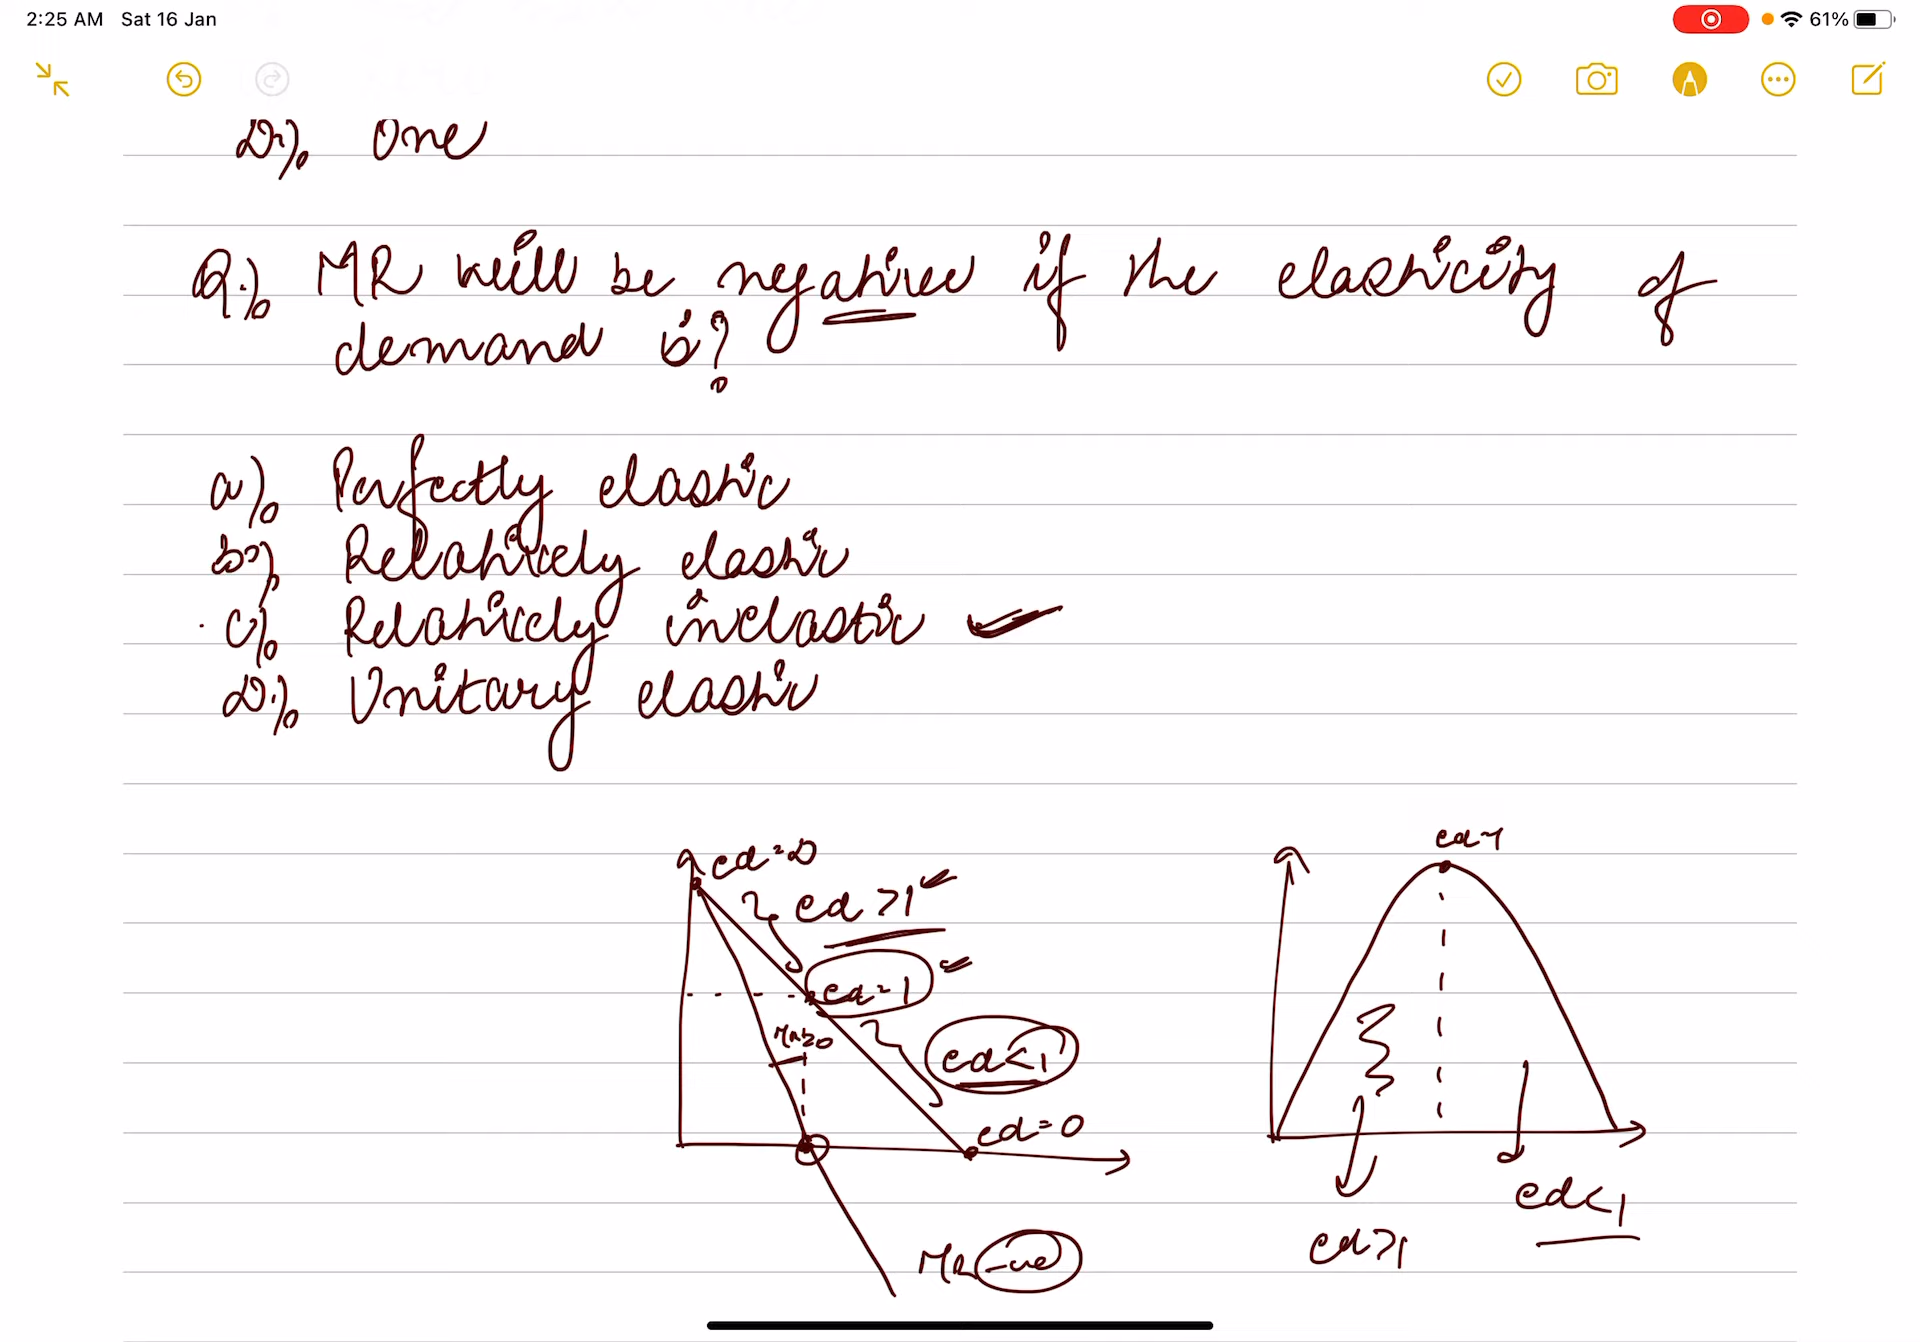 2:25 AM Sat 16 Jan
61%
D:) One
Q:) MR will be negative if the elasticity of
demand is?
a) Perfectly elastic
b) Relatively elastic
c) Relatively inelastic
D:) Unitary elastic
ed = ∞
ed >1
ed = 1
MR=0
ed<1
ed = 0
MR -ve
ed=1
ed>1
ed<1